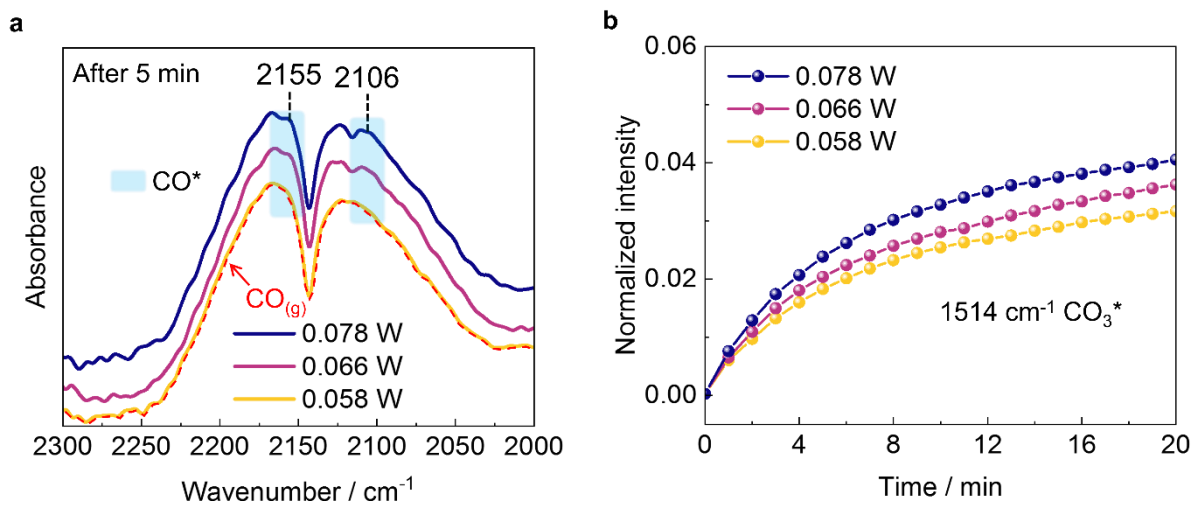 a
After 5 min
2155 2106
CO*
CO(g)
0.078 W
0.066 W
0.058 W
Absorbance
2300 2250 2200 2150 2100 2050 2000
Wavenumber / cm⁻¹
b
0.06
0.04
0.02
0.00
Normalized intensity
0.078 W
0.066 W
0.058 W
1514 cm⁻¹ CO₃*
0 4 8 12 16 20
Time / min